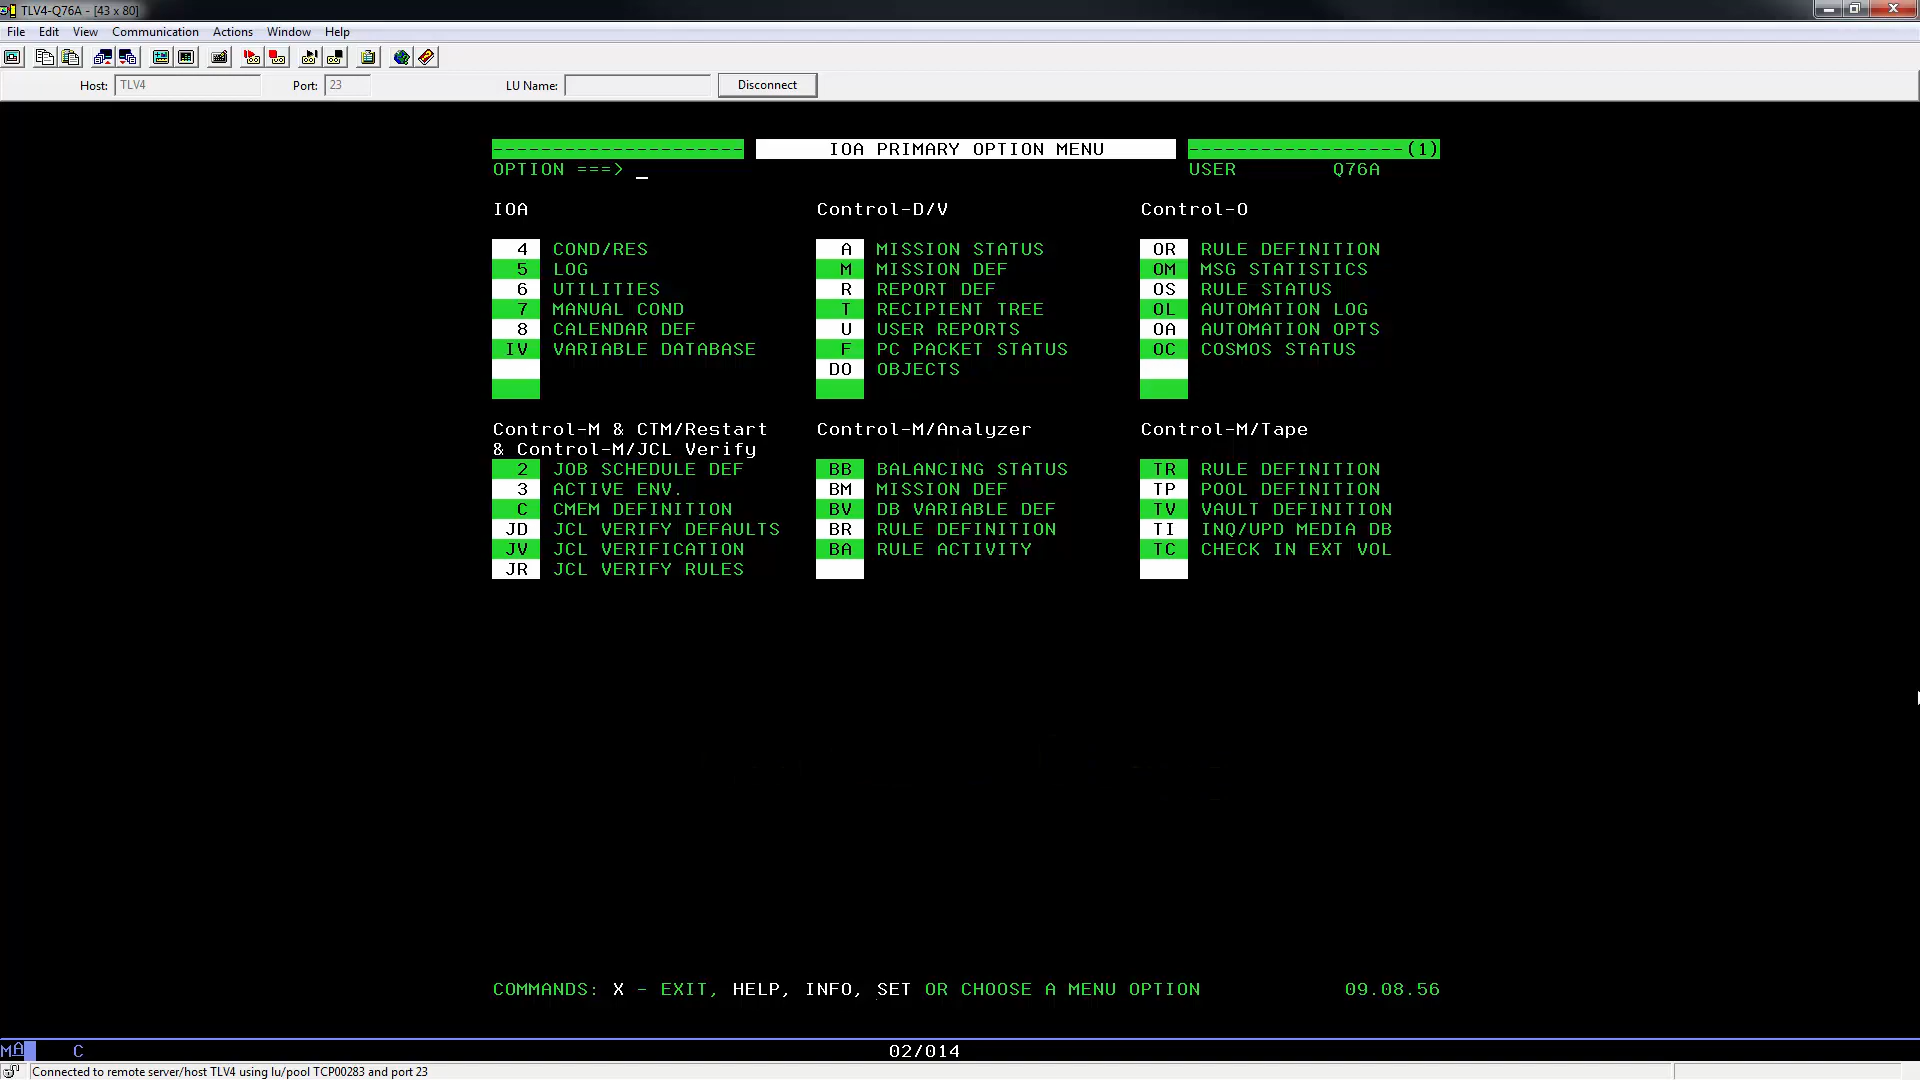 TLV4-Q76A - [43 x 80]
File Edit View Communication Actions Window Help
Host: TLV4 Port: 23 LU Name: Disconnect
--------------------- IOA PRIMARY OPTION MENU ------------------(1)
OPTION ===> _ USER Q76A
IOA Control-D/V Control-O
4 COND/RES A MISSION STATUS OR RULE DEFINITION
5 LOG M MISSION DEF OM MSG STATISTICS
6 UTILITIES R REPORT DEF OS RULE STATUS
7 MANUAL COND T RECIPIENT TREE OL AUTOMATION LOG
8 CALENDAR DEF U USER REPORTS OA AUTOMATION OPTS
IV VARIABLE DATABASE F PC PACKET STATUS OC COSMOS STATUS
DO OBJECTS
Control-M & CTM/Restart Control-M/Analyzer Control-M/Tape
& Control-M/JCL Verify
2 JOB SCHEDULE DEF BB BALANCING STATUS TR RULE DEFINITION
3 ACTIVE ENV. BM MISSION DEF TP POOL DEFINITION
C CMEM DEFINITION BV DB VARIABLE DEF TV VAULT DEFINITION
JD JCL VERIFY DEFAULTS BR RULE DEFINITION TI INQ/UPD MEDIA DB
JV JCL VERIFICATION BA RULE ACTIVITY TC CHECK IN EXT VOL
JR JCL VERIFY RULES
COMMANDS: X - EXIT, HELP, INFO, SET OR CHOOSE A MENU OPTION 09.08.56
MA C 02/014
Connected to remote server/host TLV4 using lu/pool TCP00283 and port 23